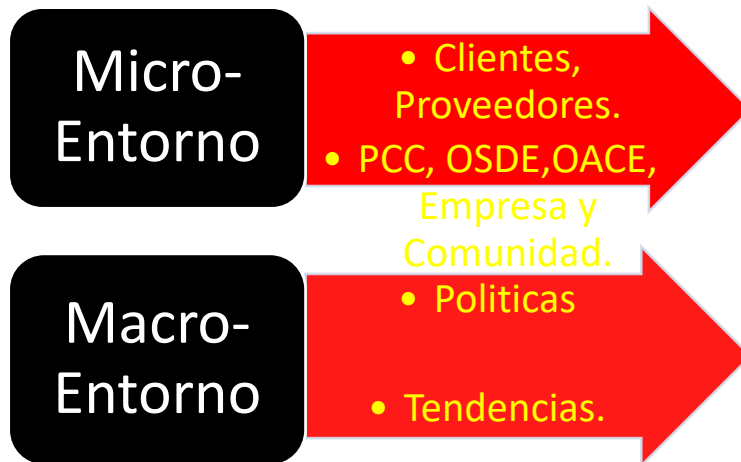 Micro-
Entorno
• Clientes,
Proveedores.
• PCC, OSDE,OACE,
Empresa y
Comunidad.
Macro-
Entorno
• Politicas
• Tendencias.